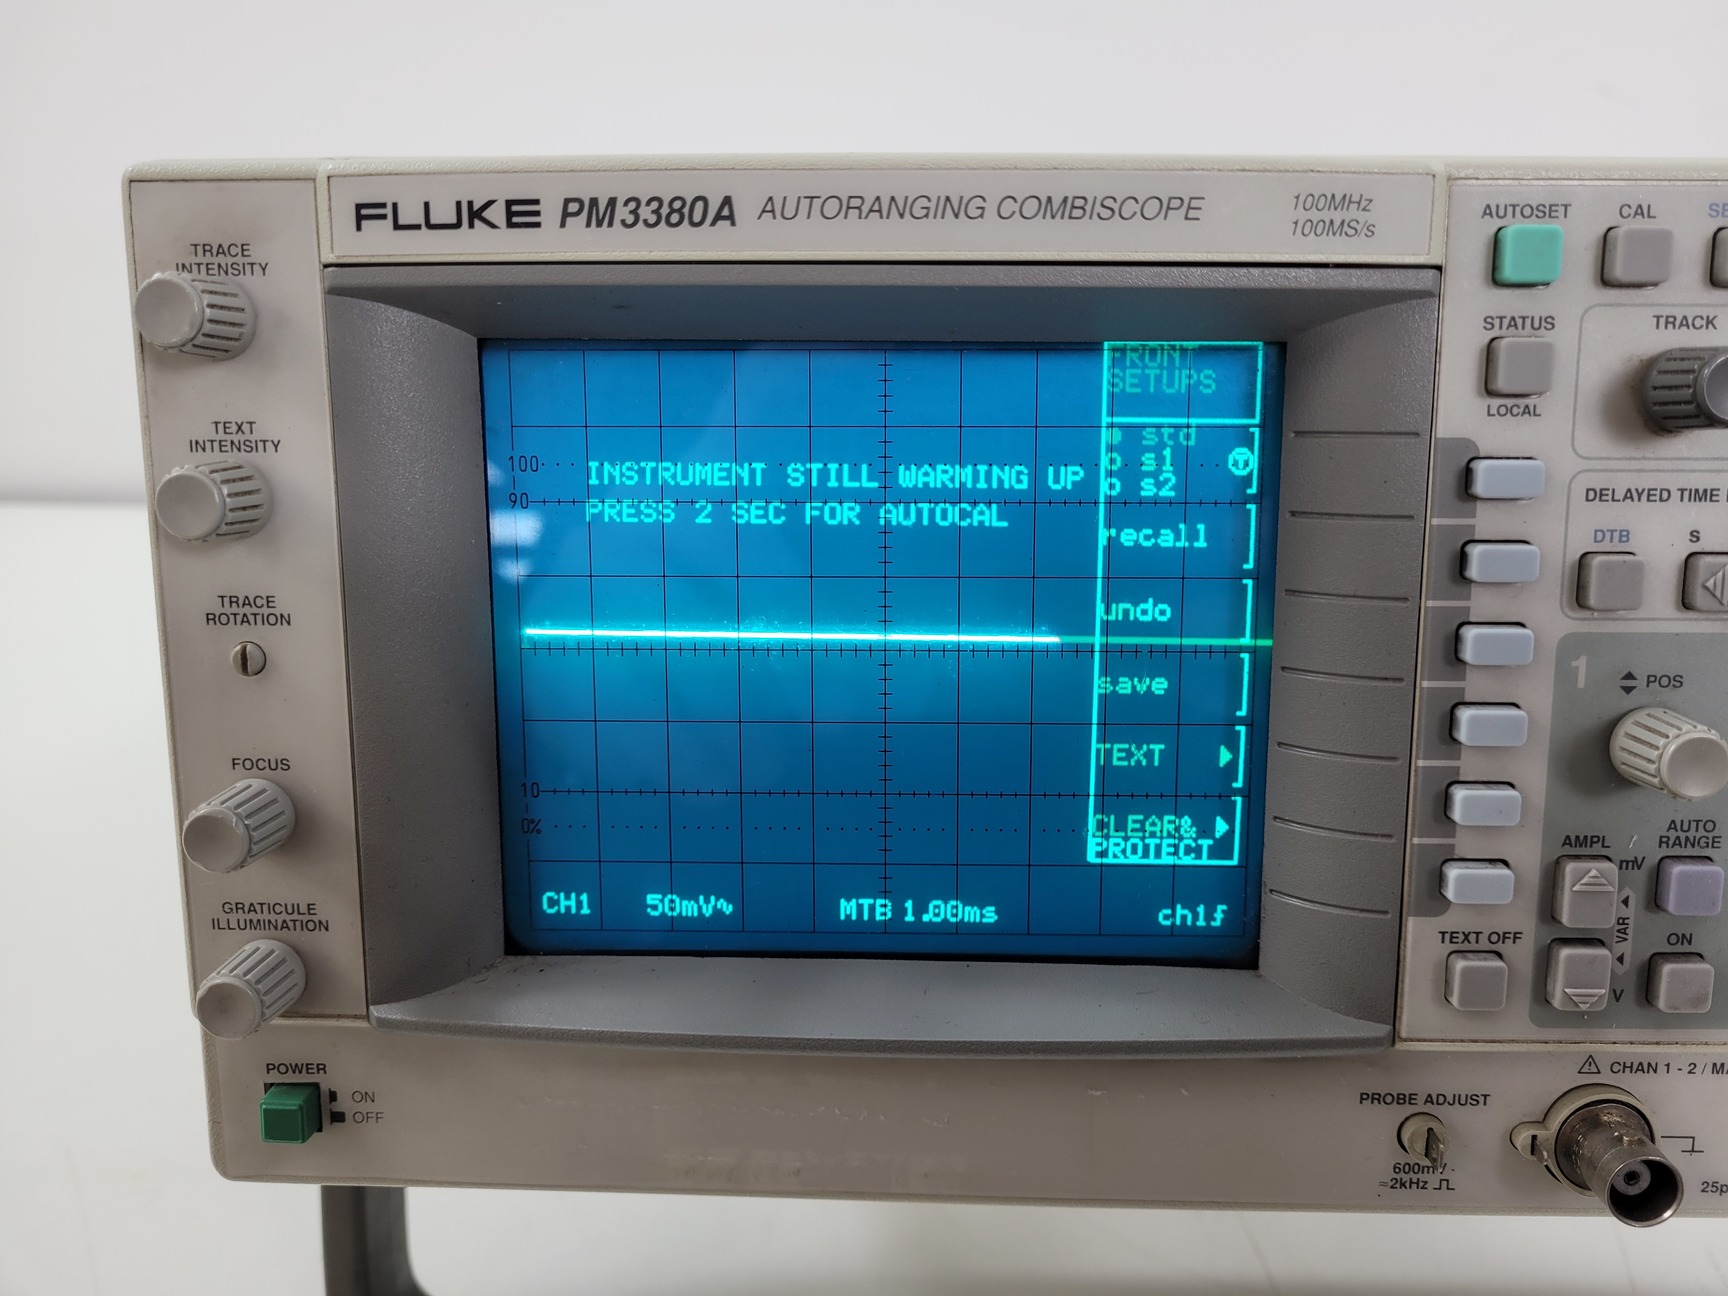 FLUKE PM3380A AUTORANGING COMBISCOPE
100MHz
100MS/s
TRACE
INTENSITY
TEXT
INTENSITY
TRACE
ROTATION
FOCUS
GRATICULE
ILLUMINATION
POWER
ON
OFF
FRONT
SETUPS
std
s1
s2
recall
undo
save
TEXT
CLEAR&
PROTECT
100
90
10
0%
INSTRUMENT STILL WARMING UP
PRESS 2 SEC FOR AUTOCAL
CH1 50mV~ MTB 1.00ms ch1
AUTOSET CAL
STATUS
LOCAL
TRACK
DELAYED TIME
DTB S
1
POS
AMPL
mV
VAR
V
AUTO
RANGE
TEXT OFF
ON
CHAN 1 - 2 /
PROBE ADJUST
600mV
≈2kHz